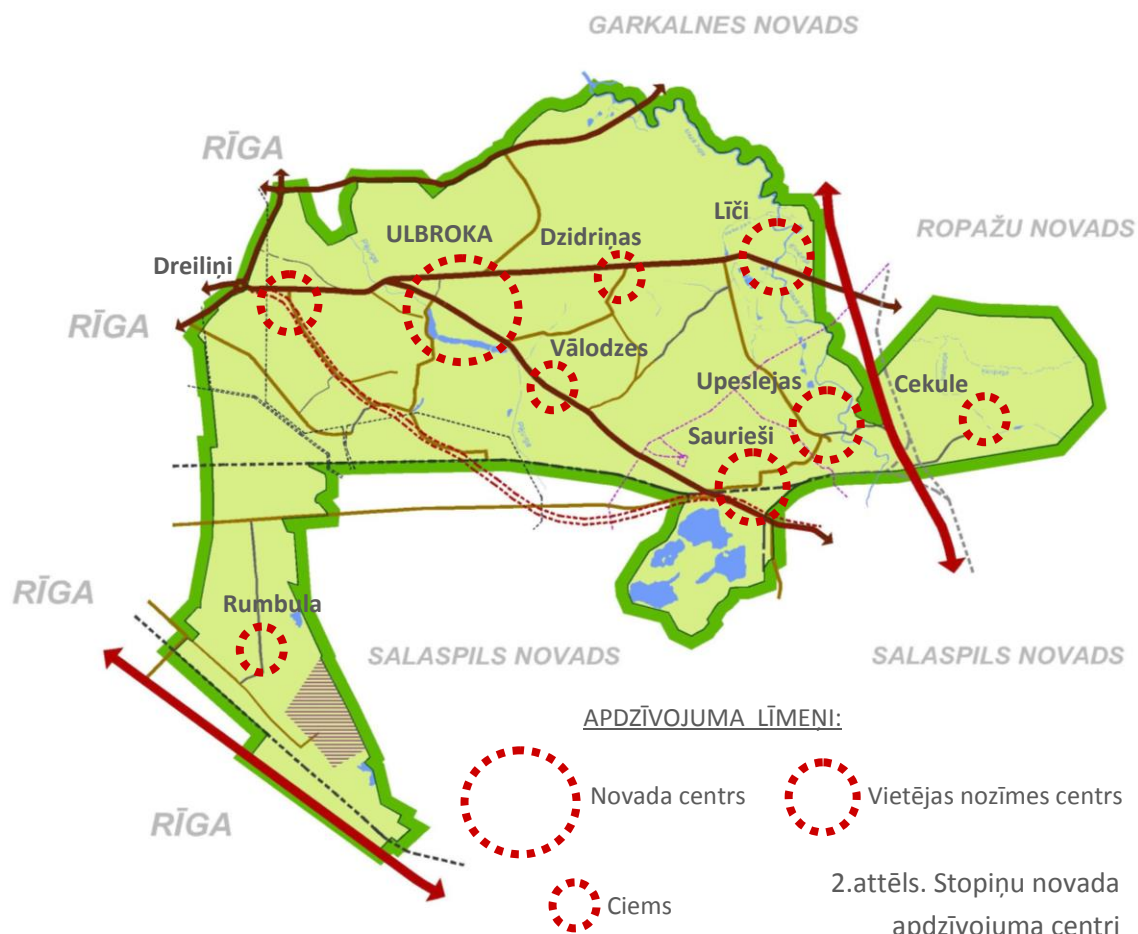 GARKALNES NOVADS
RĪGA
Līči
ROPAŽU NOVADS
ULBROKA
Dzidriņas
Dreiliņi
RĪGA
Vālodzes
Upeslejas
Cekule
Saurieši
RĪGA
Rumbula
SALASPILS NOVADS
SALASPILS NOVADS
APDZĪVOJUMA LĪMEŅI:
Novada centrs
Vietējas nozīmes centrs
RĪGA
2.attēls. Stopiņu novada
Ciems
apdzīvojuma centri